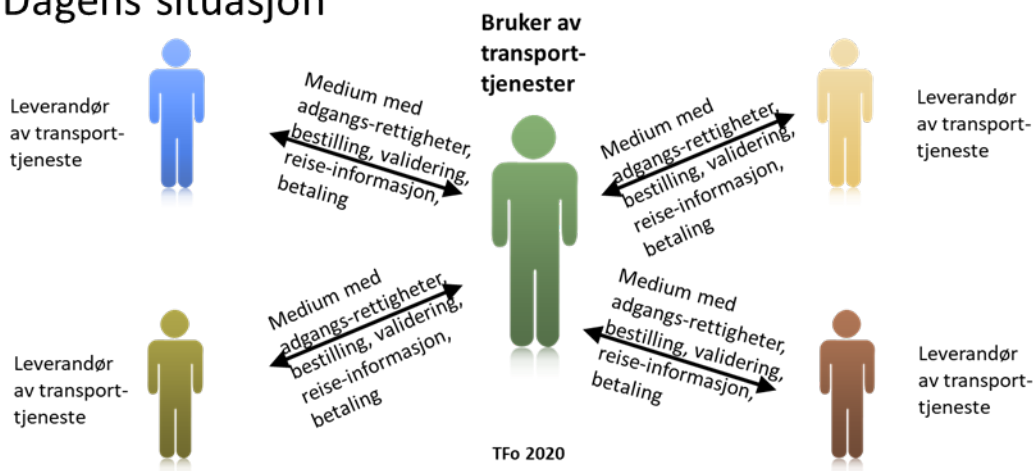 Dagens situasjon
Bruker av
transport-
tjenester
Leverandør
av transport-
tjeneste
Medium med
adgangs-rettigheter,
bestilling, validering,
reise-informasjon,
betaling
Medium med
adgangs-rettigheter,
bestilling, validering,
reise-informasjon,
betaling
Leverandør
av transport-
tjeneste
Leverandør
av transport-
tjeneste
Medium med
adgangs-rettigheter,
bestilling, validering,
reise-informasjon,
betaling
Medium med
adgangs-rettigheter,
bestilling, validering,
reise-informasjon,
betaling
Leverandør
av transport-
tjeneste
TFo 2020